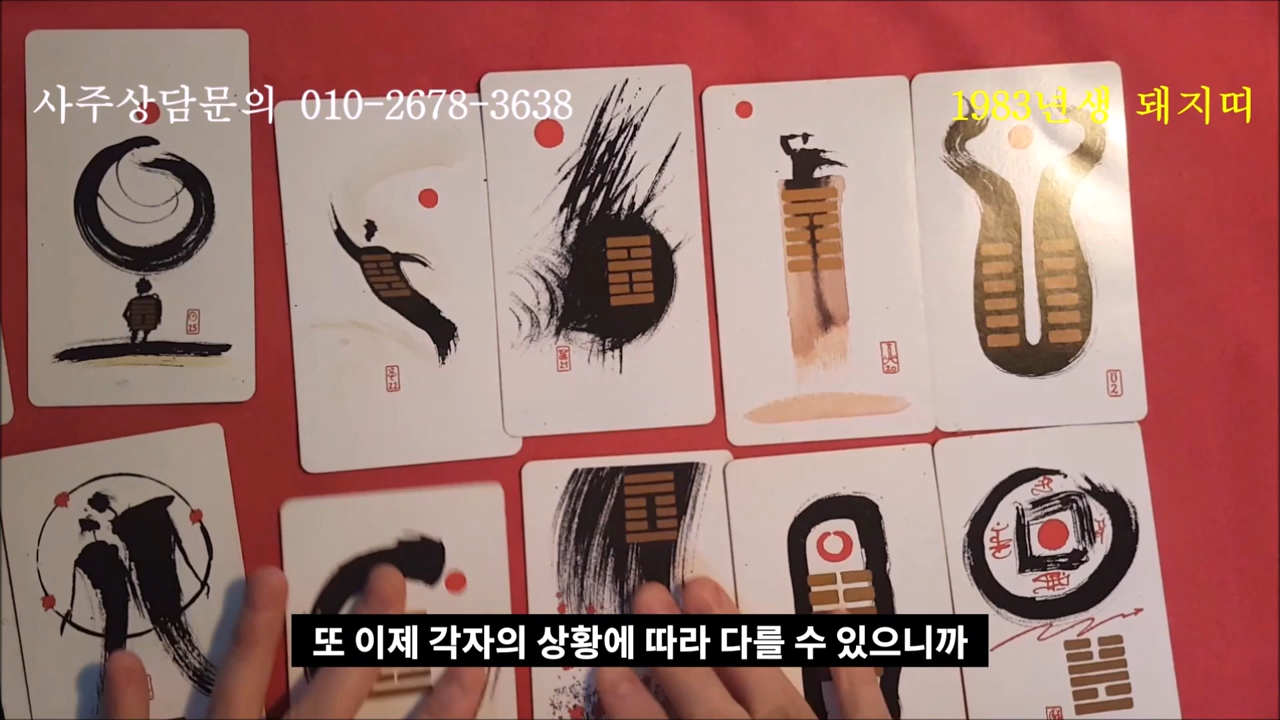 사주상담문의 010-2678-3638
1983년생 돼지띠
또 이제 각자의 상황에 따라 다를 수 있으니까